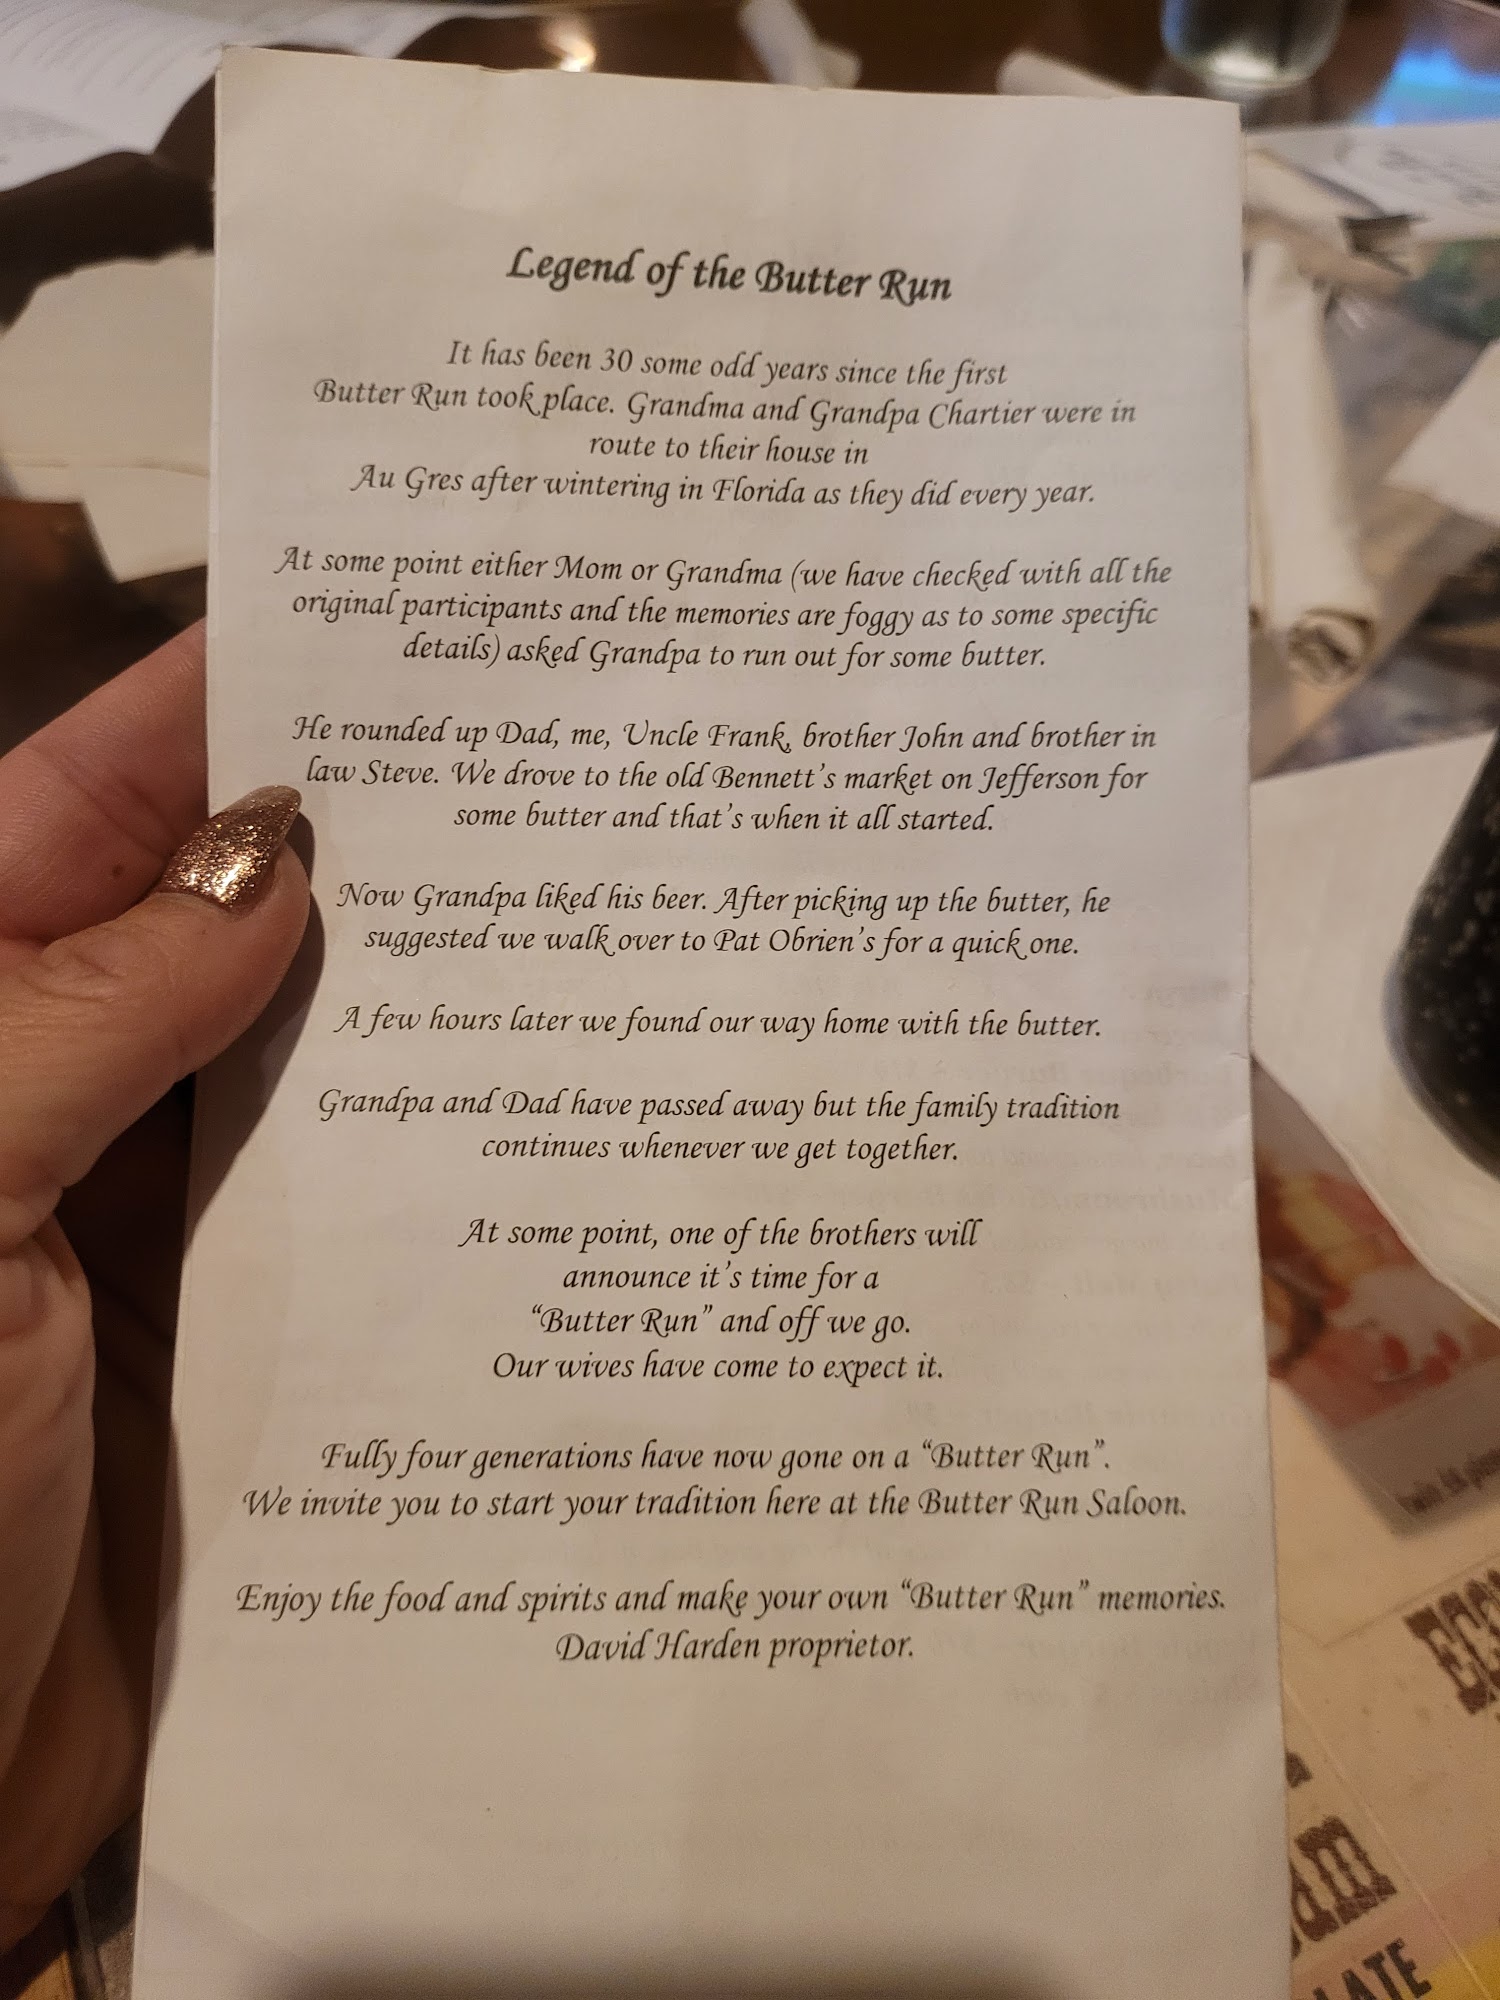 Legend of the Butter Run
It has been 30 some odd years since the first
Butter Run took place. Grandma and Grandpa Chartier were in
route to their house in
Au Gres after wintering in Florida as they did every year.
At some point either Mom or Grandma (we have checked with all the
original participants and the memories are foggy as to some specific
details) asked Grandpa to run out for some butter.
He rounded up Dad, me, Uncle Frank, brother John and brother in
law Steve. We drove to the old Bennett's market on Jefferson for
some butter and that's when it all started.
Now Grandpa liked his beer. After picking up the butter, he
suggested we walk over to Pat Obrien's for a quick one.
A few hours later we found our way home with the butter.
Grandpa and Dad have passed away but the family tradition
continues whenever we get together.
At some point, one of the brothers will
announce it's time for a
“Butter Run” and off we go.
Our wives have come to expect it.
Fully four generations have now gone on a “Butter Run”.
We invite you to start your tradition here at the Butter Run Saloon.
Enjoy the food and spirits and make your own “Butter Run” memories.
David Harden proprietor.